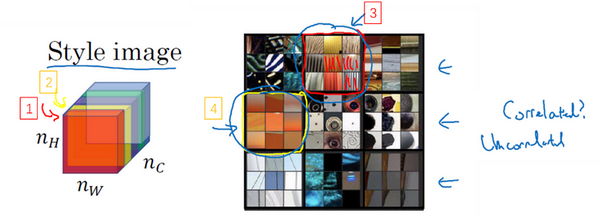 Style image
2
1
n_H
n_W
n_C
3
4
Correlated?
Uncorrelated